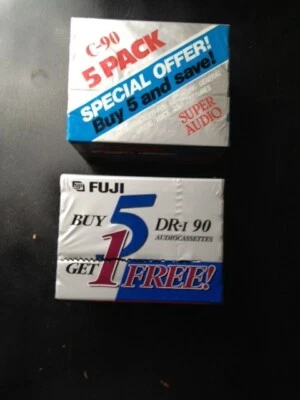 C-90
5 PACK
SPECIAL OFFER!
Buy 5 and save!
SUPER
AUDIO
FUJI
BUY 5 DR-I 90
AUDIOCASSETTES
GET 1 FREE!